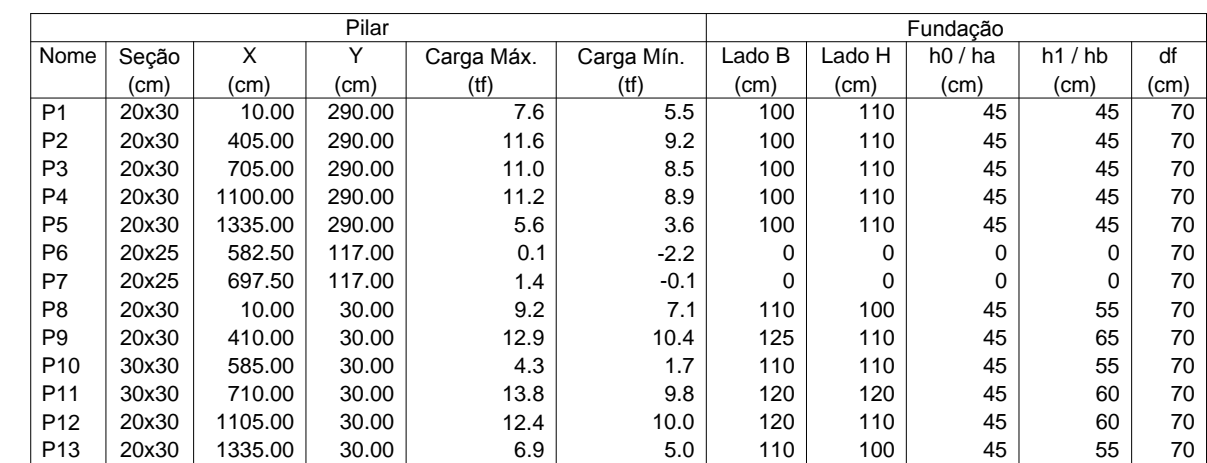 Pilar Fundação
Nome Seção X Y Carga Máx. Carga Mín. Lado B Lado H h0 / ha h1 / hb df
(cm) (cm) (cm) (tf) (tf) (cm) (cm) (cm) (cm) (cm)
P1 20x30 10.00 290.00 7.6 5.5 100 110 45 45 70
P2 20x30 405.00 290.00 11.6 9.2 100 110 45 45 70
P3 20x30 705.00 290.00 11.0 8.5 100 110 45 45 70
P4 20x30 1100.00 290.00 11.2 8.9 100 110 45 45 70
P5 20x30 1335.00 290.00 5.6 3.6 100 110 45 45 70
P6 20x25 582.50 117.00 0.1 -2.2 0 0 0 0 70
P7 20x25 697.50 117.00 1.4 -0.1 0 0 0 0 70
P8 20x30 10.00 30.00 9.2 7.1 110 100 45 55 70
P9 20x30 410.00 30.00 12.9 10.4 125 110 45 65 70
P10 30x30 585.00 30.00 4.3 1.7 110 110 45 55 70
P11 30x30 710.00 30.00 13.8 9.8 120 120 45 60 70
P12 20x30 1105.00 30.00 12.4 10.0 120 110 45 60 70
P13 20x30 1335.00 30.00 6.9 5.0 110 100 45 55 70